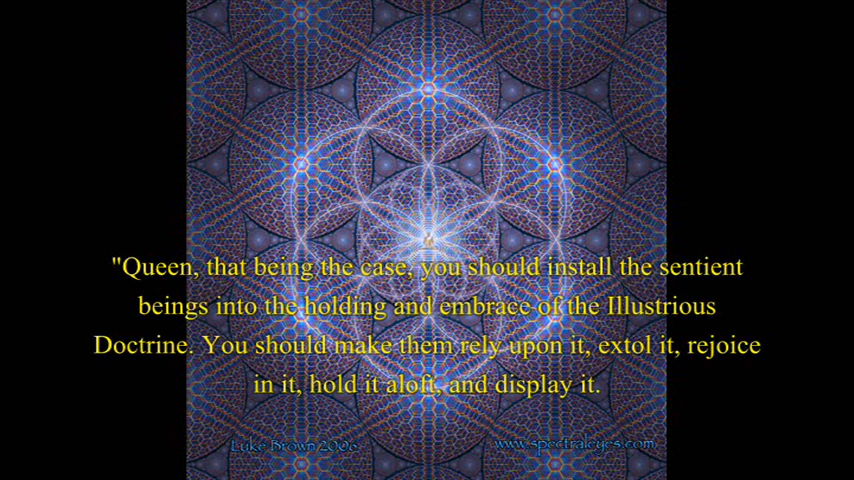 "Queen, that being the case, you should install the sentient
beings into the holding and embrace of the Illustrious
Doctrine. You should make them rely upon it, extol it, rejoice
in it, hold it aloft, and display it.
Luke Brown
www.spectraleyes.com